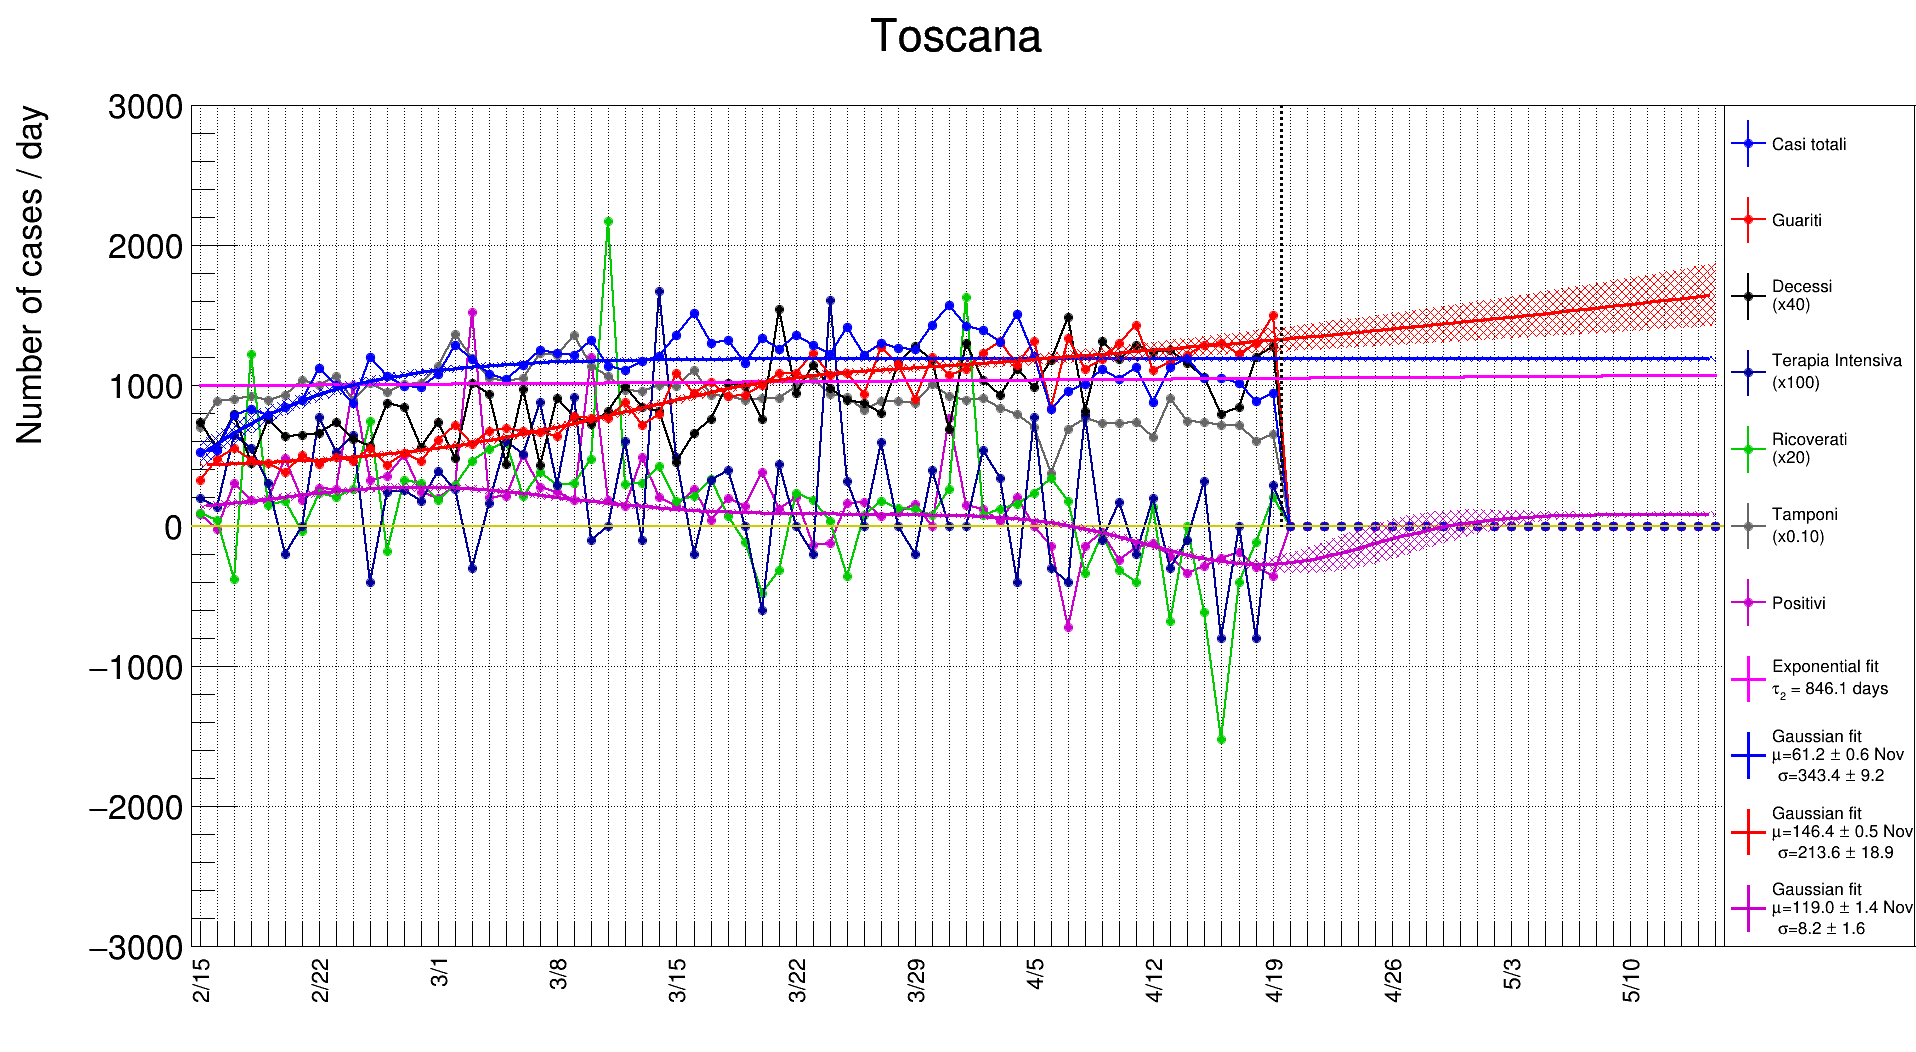 Toscana
Number of cases / day
3000
2000
1000
0
−1000
−2000
−3000
2/15
2/22
3/1
3/8
3/15
3/22
3/29
4/5
4/12
4/19
4/26
5/3
5/10
Casi totali
Guariti
Decessi
(x40)
Terapia Intensiva
(x100)
Ricoverati
(x20)
Tamponi
(x0.10)
Positivi
Exponential fit
τ₂ = 846.1 days
Gaussian fit
μ=61.2 ± 0.6 Nov
σ=343.4 ± 9.2
Gaussian fit
μ=146.4 ± 0.5 Nov
σ=213.6 ± 18.9
Gaussian fit
μ=119.0 ± 1.4 Nov
σ=8.2 ± 1.6